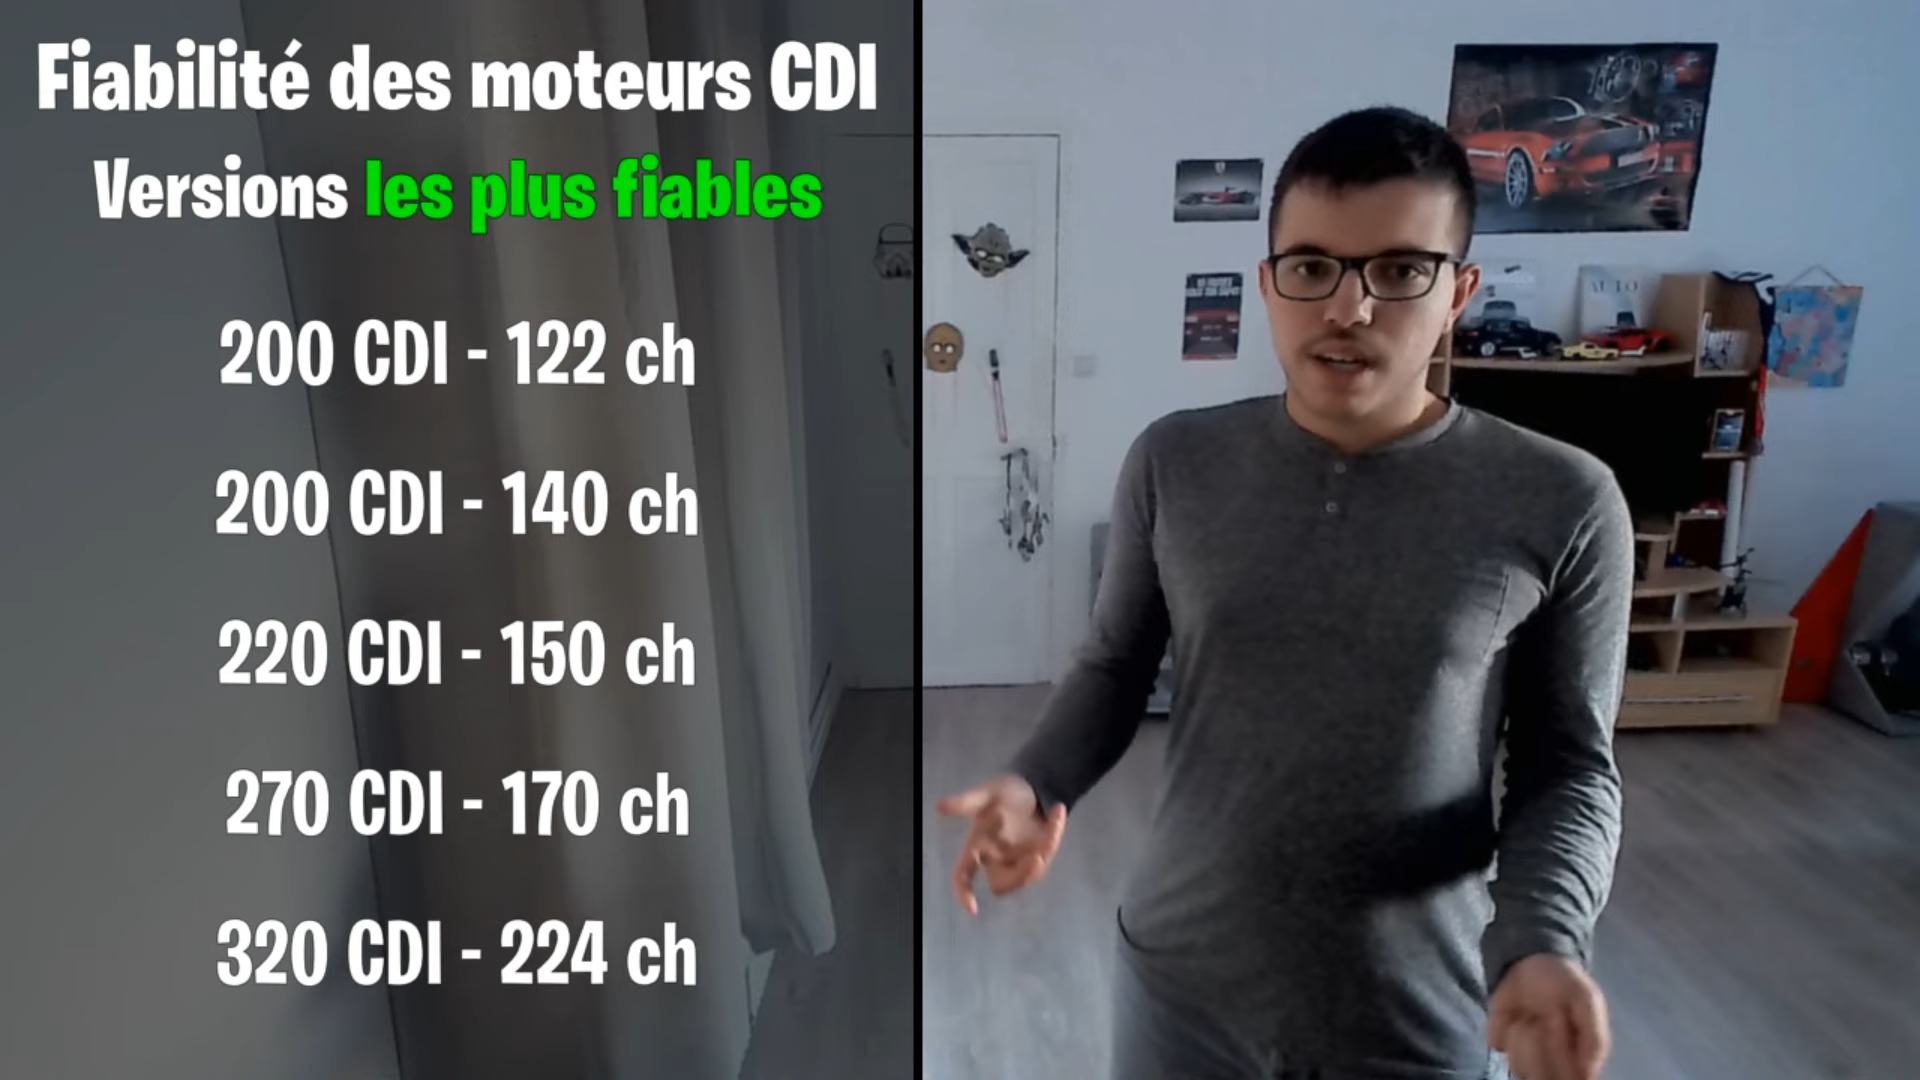 Fiabilité des moteurs CDI
Versions les plus fiables
200 CDI - 122 ch
200 CDI - 140 ch
220 CDI - 150 ch
270 CDI - 170 ch
320 CDI - 224 ch
AUTO